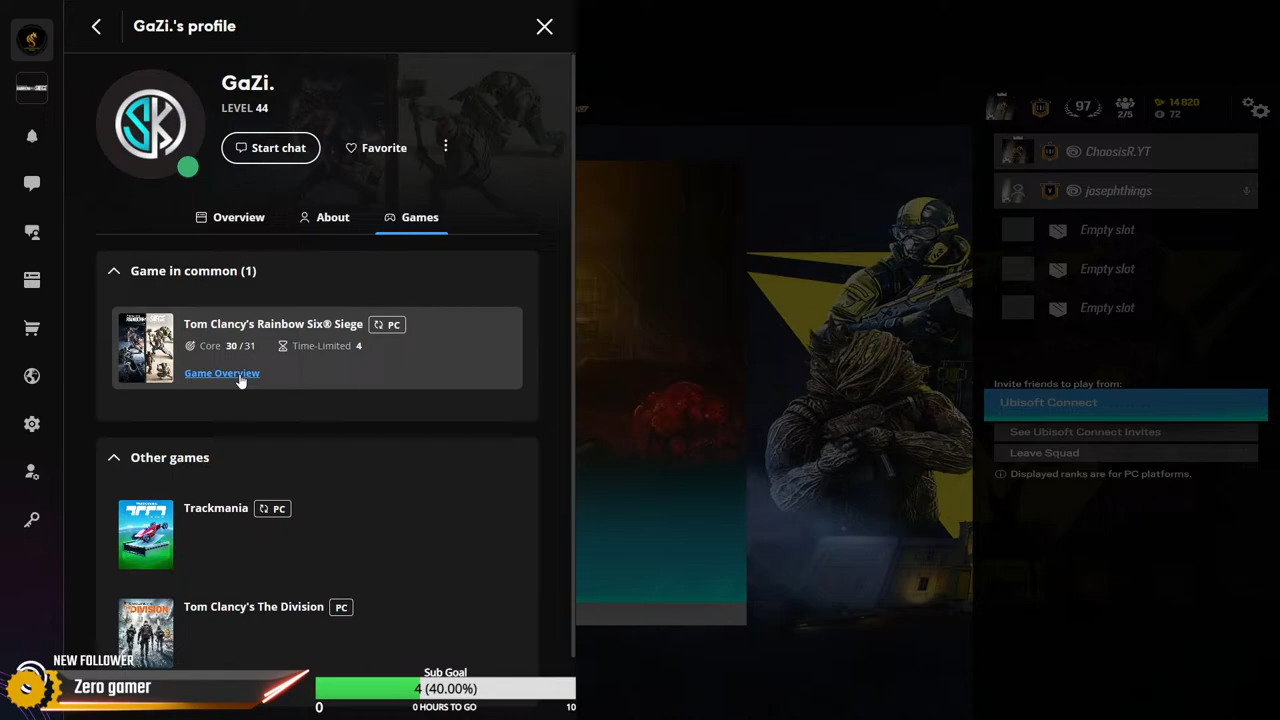 GaZi.'s profile
GaZi.
LEVEL 44
Start chat
Favorite
Overview
About
Games
Game in common (1)
Tom Clancy's Rainbow Six® Siege PC
Core 30 / 31 Time-Limited 4
Game Overview
Other games
Trackmania PC
Tom Clancy's The Division PC
NEW FOLLOWER
Zero gamer
Sub Goal
4 (40.00%)
0 0 HOURS TO GO 10
97 2/5 14 820
72
ChaosisR.YT
josephthings
Empty slot
Empty slot
Empty slot
Invite friends to play from:
Ubisoft Connect
See Ubisoft Connect Invites
Leave Squad
Displayed ranks are for PC platforms.